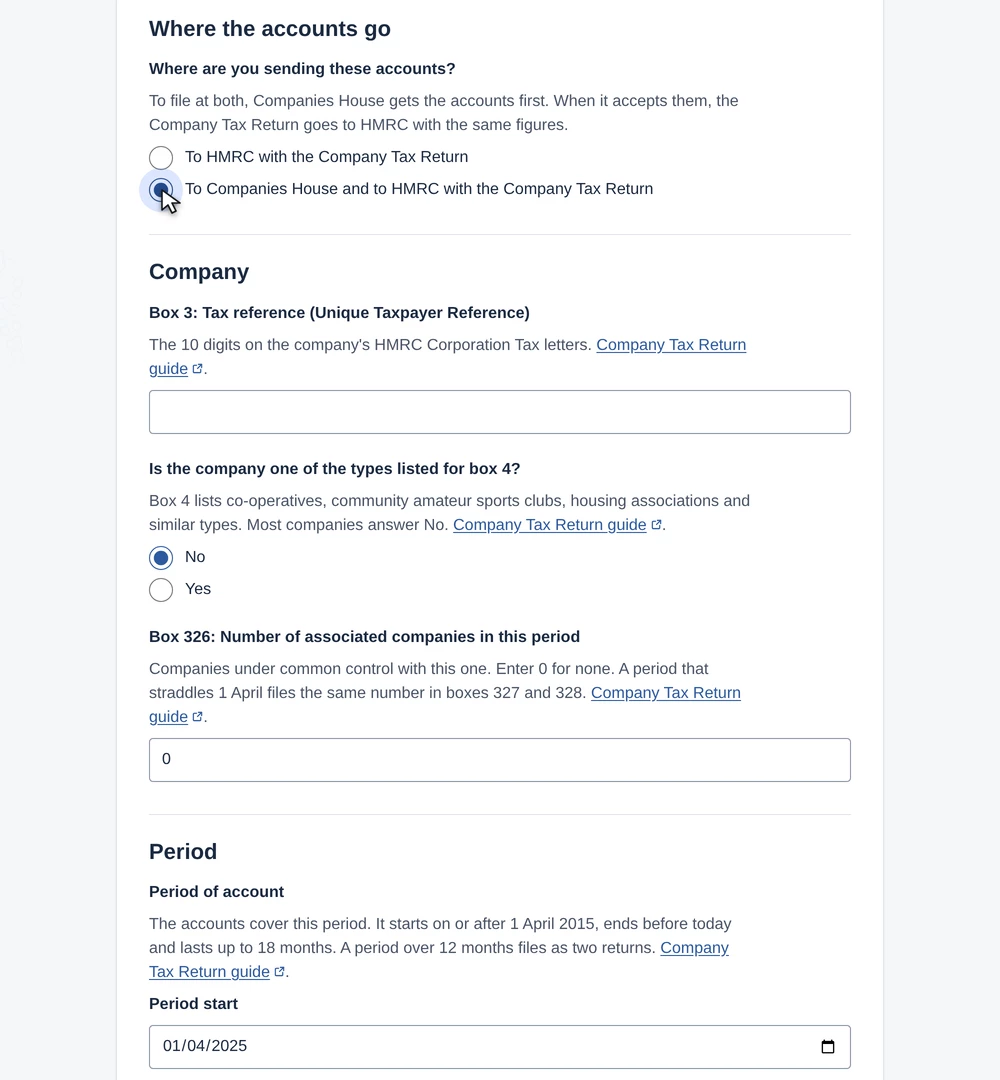 Where the accounts go
Where are you sending these accounts?
To file at both, Companies House gets the accounts first. When it accepts them, the
Company Tax Return goes to HMRC with the same figures.
To HMRC with the Company Tax Return
To Companies House and to HMRC with the Company Tax Return
Company
Box 3: Tax reference (Unique Taxpayer Reference)
The 10 digits on the company's HMRC Corporation Tax letters. Company Tax Return
guide.
Is the company one of the types listed for box 4?
Box 4 lists co-operatives, community amateur sports clubs, housing associations and
similar types. Most companies answer No. Company Tax Return guide.
No
Yes
Box 326: Number of associated companies in this period
Companies under common control with this one. Enter 0 for none. A period that
straddles 1 April files the same number in boxes 327 and 328. Company Tax Return
guide.
0
Period
Period of account
The accounts cover this period. It starts on or after 1 April 2015, ends before today
and lasts up to 18 months. A period over 12 months files as two returns. Company
Tax Return guide.
Period start
01/04/2025